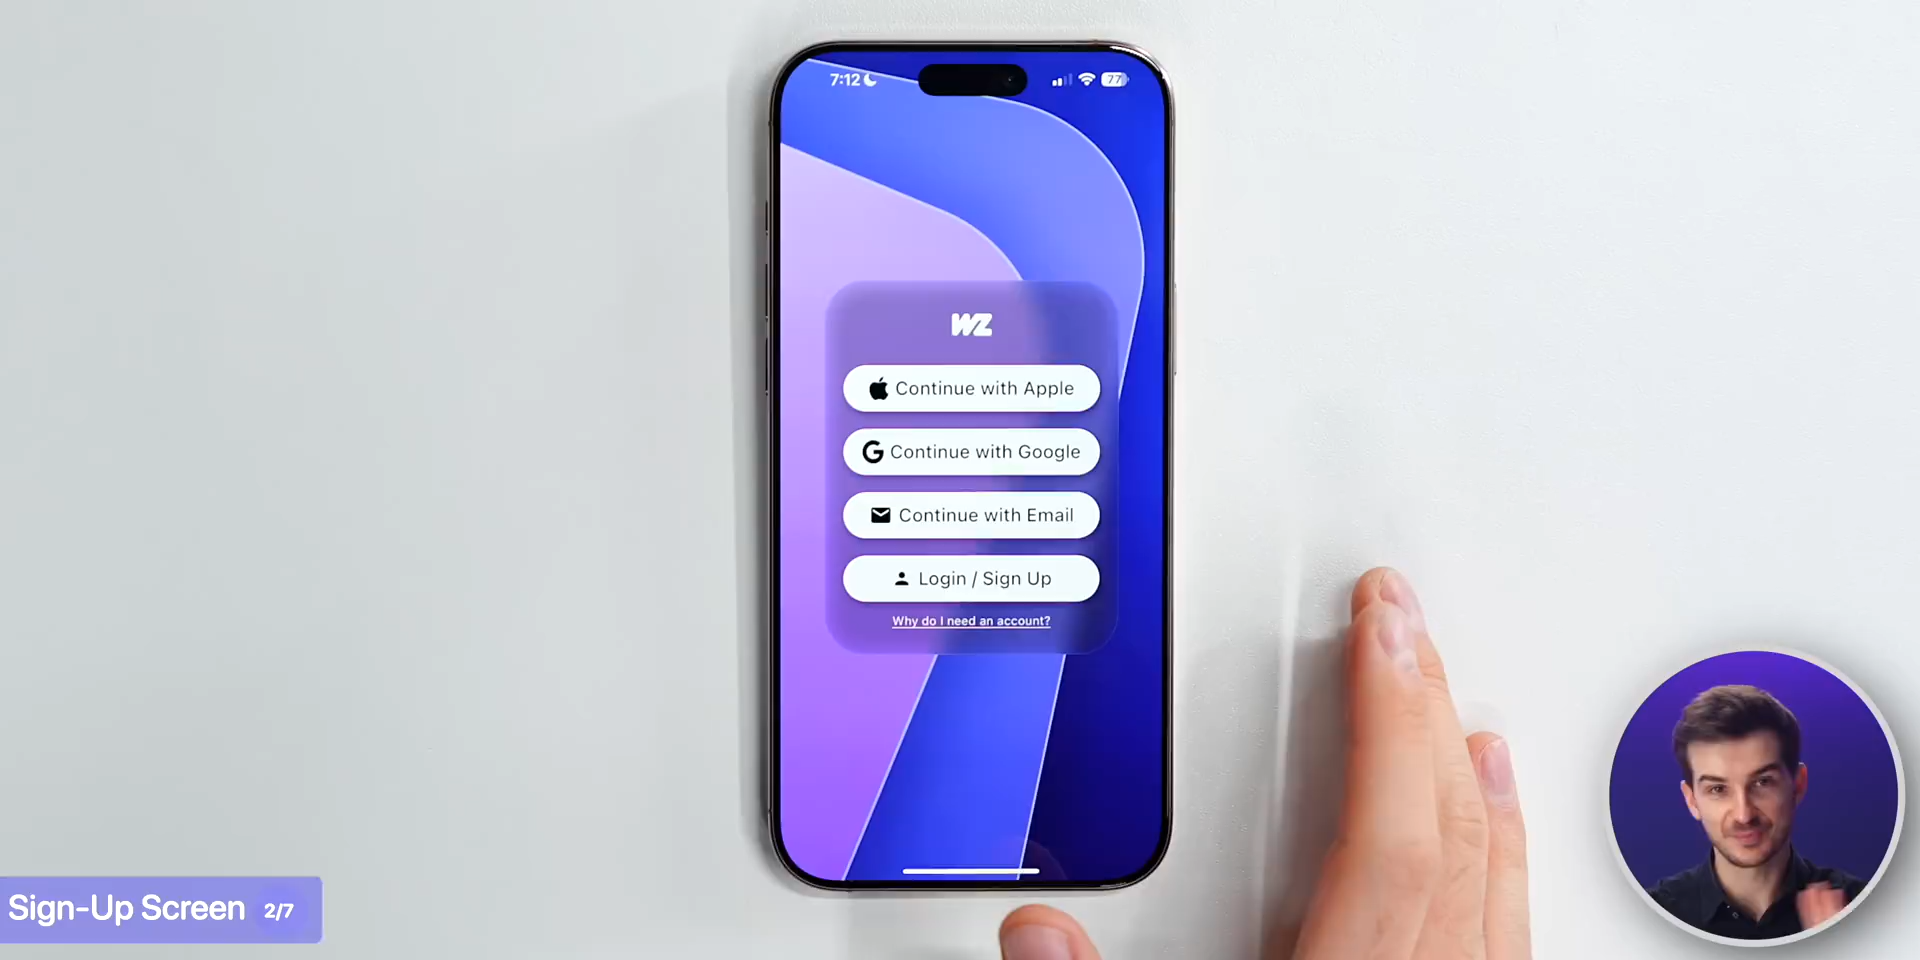 7:12
77
WZ
Continue with Apple
Continue with Google
Continue with Email
Login / Sign Up
Why do I need an account?
Sign-Up Screen 2/7